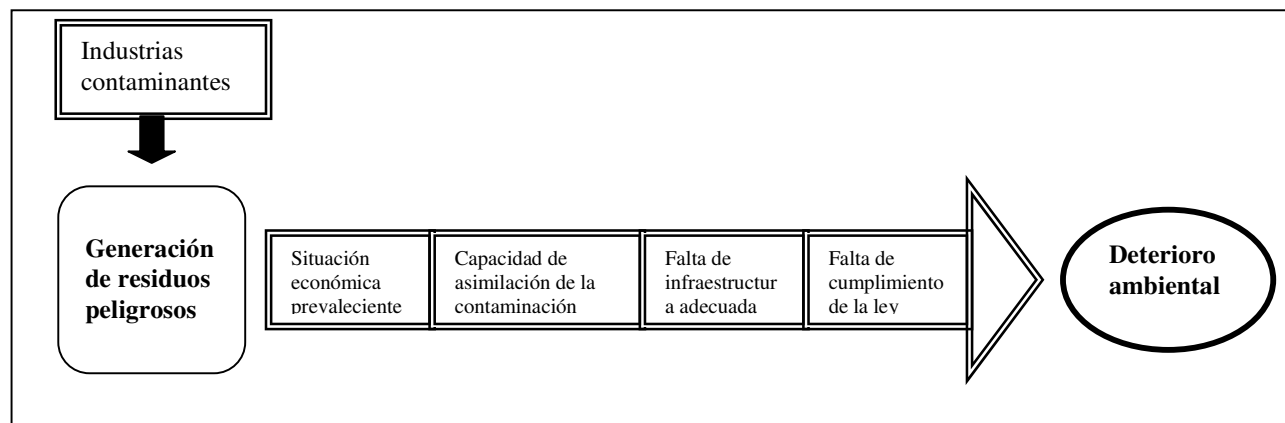 Industrias
contaminantes
Generación
de residuos
peligrosos
Situación
económica
prevaleciente
Capacidad de
asimilación de la
contaminación
Falta de
infraestructur
a adecuada
Falta de
cumplimiento
de la ley
Deterioro
ambiental